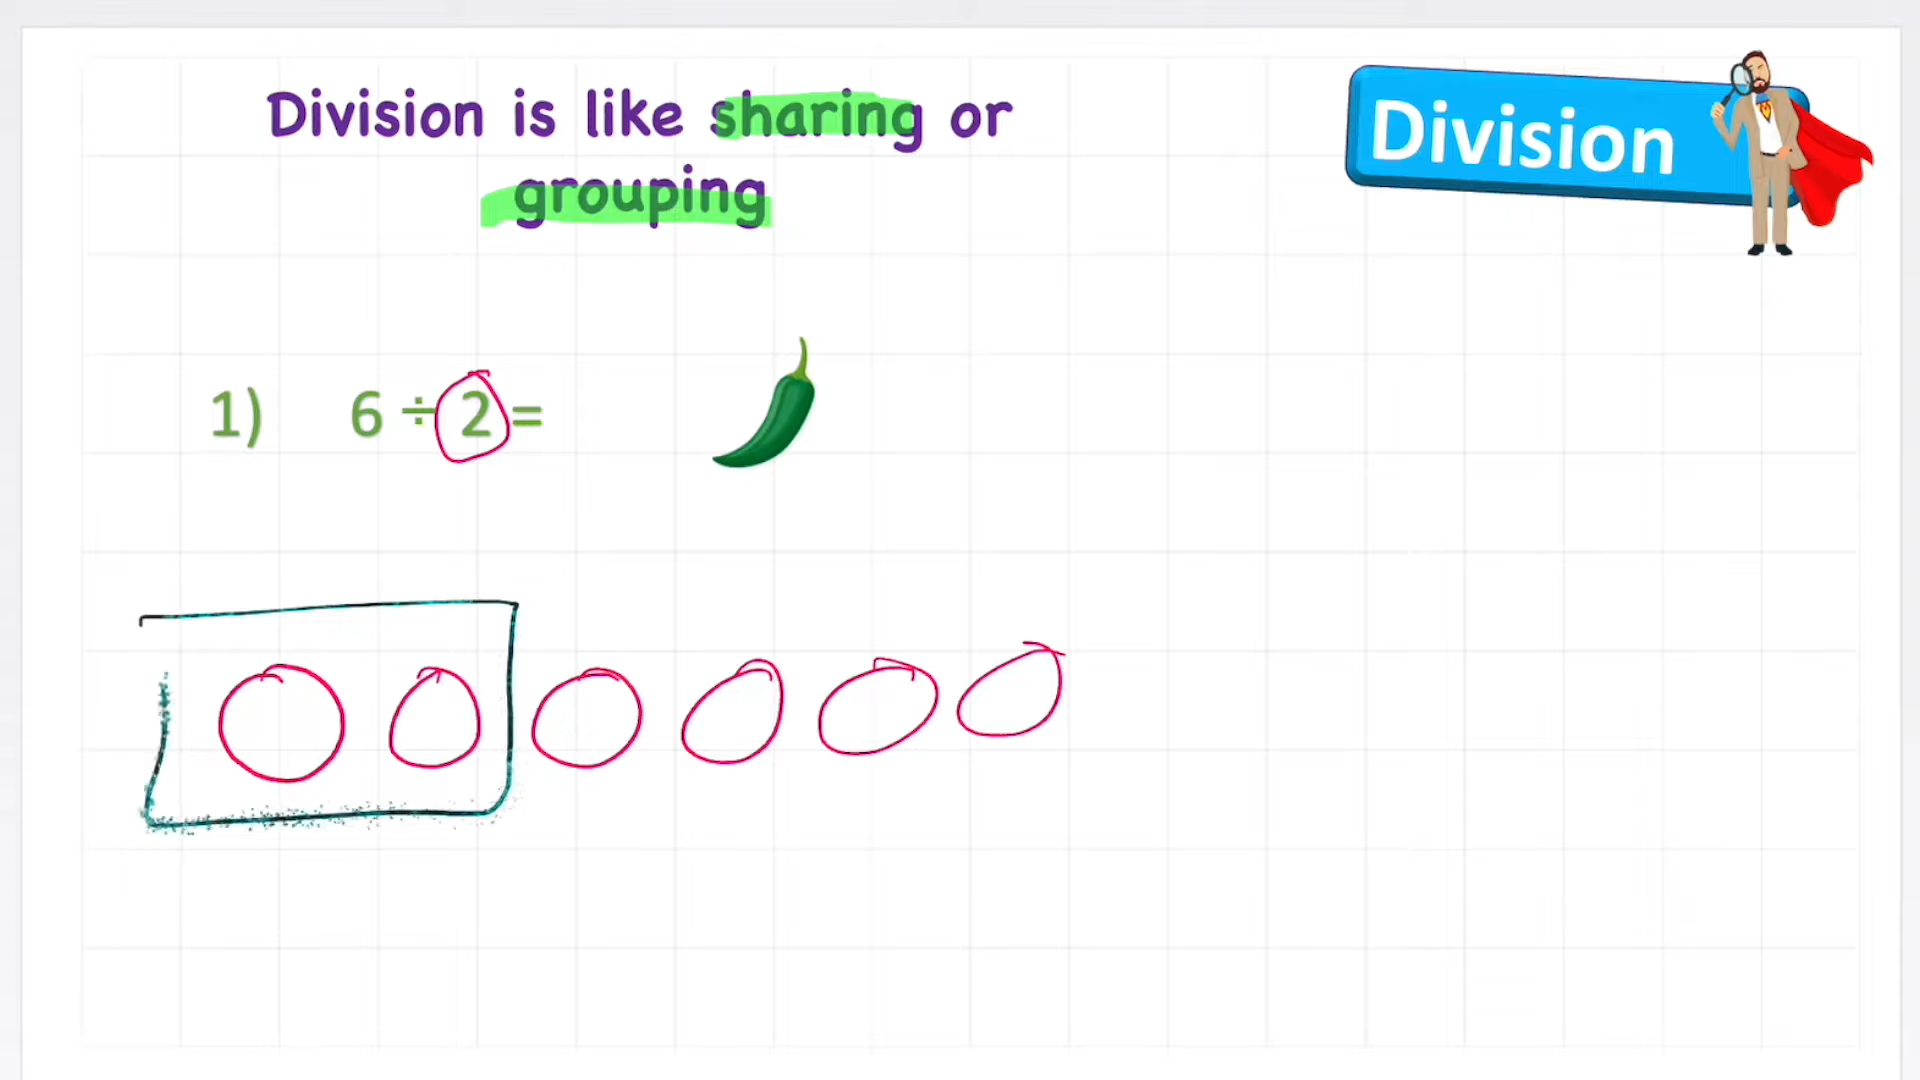 Division is like sharing or
grouping
Division
1) 6 ÷ 2 =